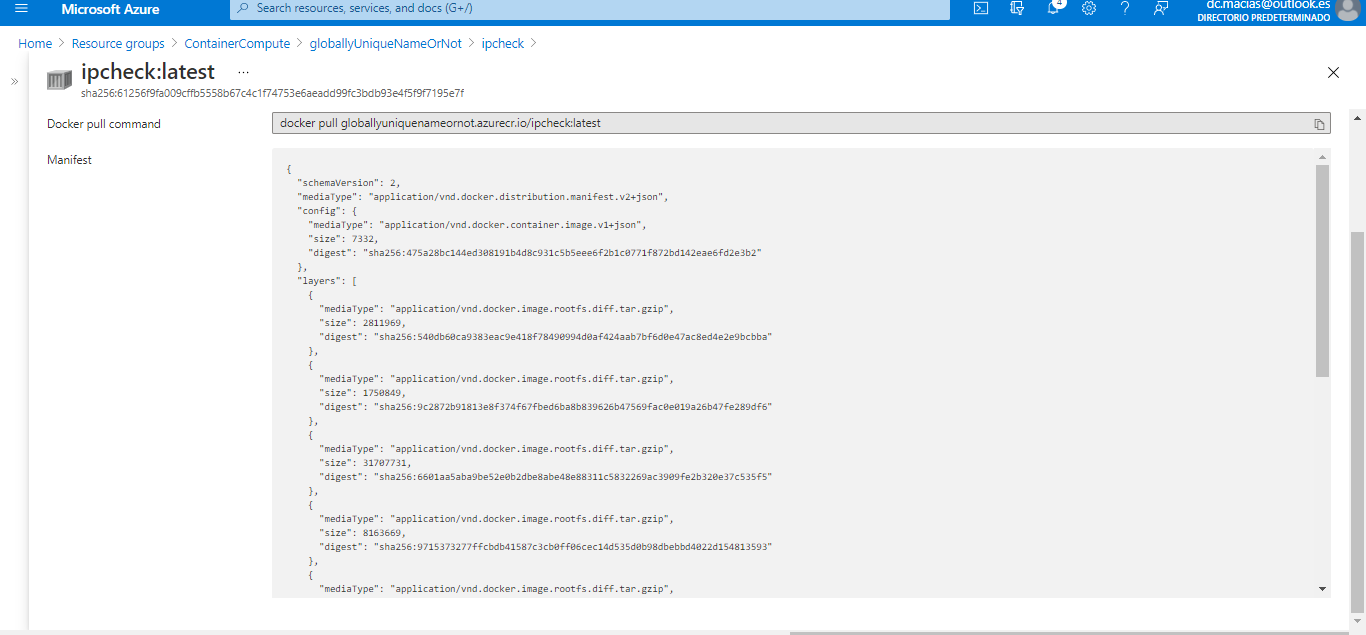 Microsoft Azure
Search resources, services, and docs (G+/)
4
dc.macias@outlook.es
DIRECTORIO PREDETERMINADO
Home > Resource groups > ContainerCompute > globallyUniqueNameOrNot > ipcheck >
ipcheck:latest ...
sha256:61256f9fa009cffb5558b67c4c1f74753e6aeadd99fc3bdb93e4f5f9f7195e7f
Docker pull command
docker pull globallyuniquenameornot.azurecr.io/ipcheck:latest
Manifest
{
"schemaVersion": 2,
"mediaType": "application/vnd.docker.distribution.manifest.v2+json",
"config": {
"mediaType": "application/vnd.docker.container.image.v1+json",
"size": 7332,
"digest": "sha256:475a28bc144ed308191b4d8c931c5b5eee6f2b1c0771f872bd142eae6fd2e3b2"
},
"layers": [
{
"mediaType": "application/vnd.docker.image.rootfs.diff.tar.gzip",
"size": 2811969,
"digest": "sha256:540db60ca9383eac9e418f78490994d0af424aab7bf6d0e47ac8ed4e2e9bcbba"
},
{
"mediaType": "application/vnd.docker.image.rootfs.diff.tar.gzip",
"size": 1750849,
"digest": "sha256:9c2872b91813e8f374f67fbed6ba8b839626b47569fac0e019a26b47fe289df6"
},
{
"mediaType": "application/vnd.docker.image.rootfs.diff.tar.gzip",
"size": 31707731,
"digest": "sha256:6601aa5aba9be52e0b2dbe8abe48e88311c5832269ac3909fe2b320e37c535f5"
},
{
"mediaType": "application/vnd.docker.image.rootfs.diff.tar.gzip",
"size": 8163669,
"digest": "sha256:9715373277ffcbdb41587c3cb0ff06cec14d535d0b98dbebbd4022d154813593"
},
{
"mediaType": "application/vnd.docker.image.rootfs.diff.tar.gzip",